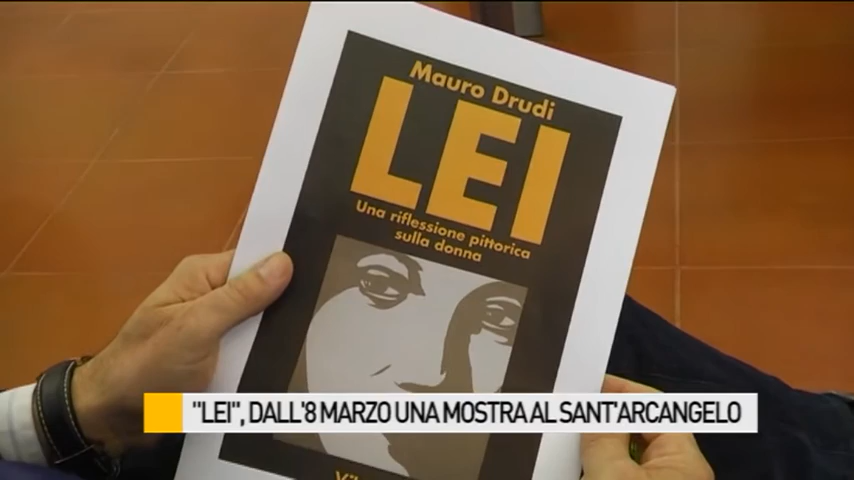 Mauro Drudi
LEI
Una riflessione pittorica
sulla donna
"LEI", DALL'8 MARZO UNA MOSTRA AL SANT'ARCANGELO